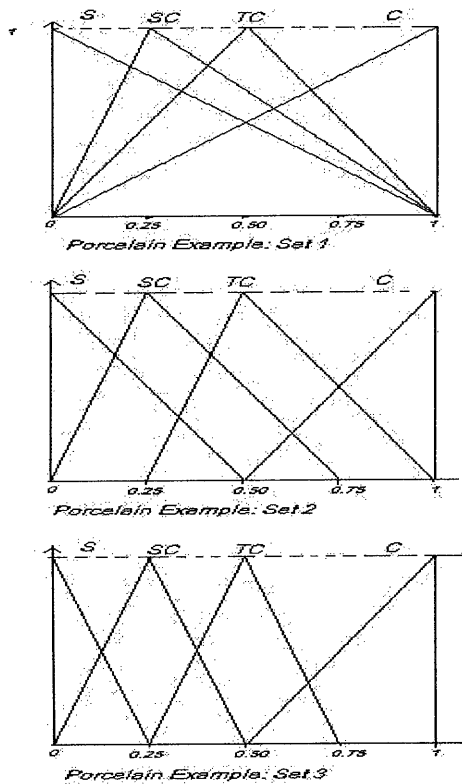 S SC TC C
1
0 0.25 0.50 0.75 1
Porcelain Example: Set 1
S SC TC C
0 0.25 0.50 0.75 1.
Porcelain Example: Set 2
S SC TC C
0 0.25 0.50 0.75 1.
Porcelain Example: Set 3